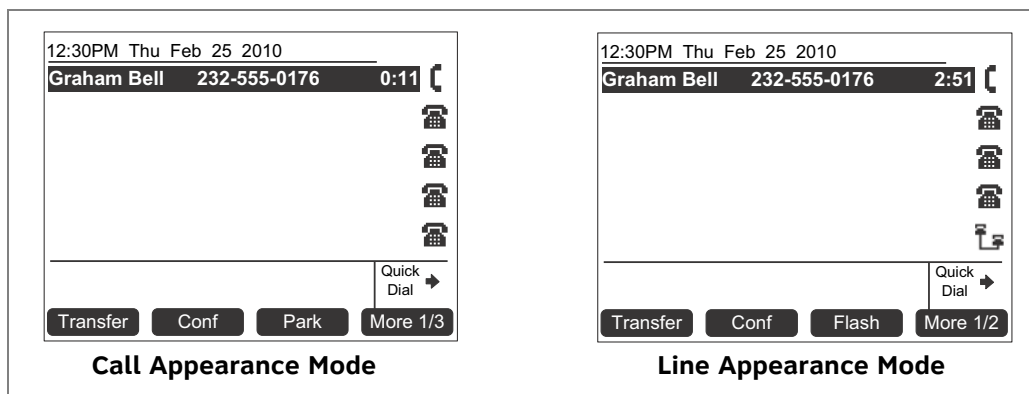 12:30PM Thu Feb 25 2010
Graham Bell 232-555-0176 0:11
Quick
Dial
Transfer Conf Park More 1/3
Call Appearance Mode
12:30PM Thu Feb 25 2010
Graham Bell 232-555-0176 2:51
Quick
Dial
Transfer Conf Flash More 1/2
Line Appearance Mode